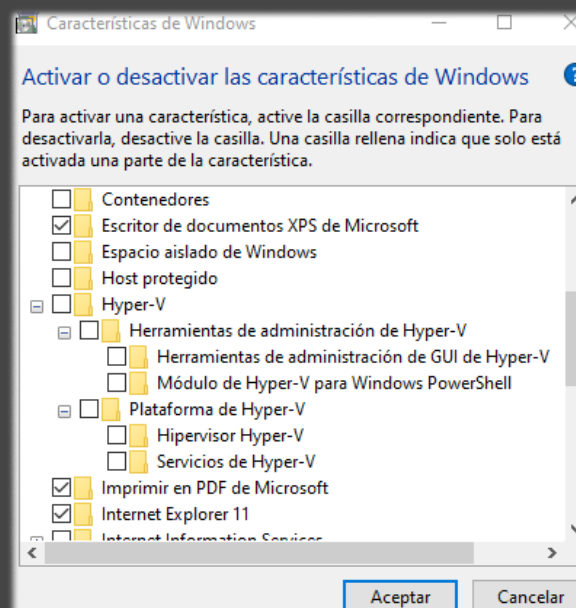 Características de Windows
Activar o desactivar las características de Windows
?
Para activar una característica, active la casilla correspondiente. Para
desactivarla, desactive la casilla. Una casilla rellena indica que solo está
activada una parte de la característica.
Contenedores
Escritor de documentos XPS de Microsoft
Espacio aislado de Windows
Host protegido
Hyper-V
Herramientas de administración de Hyper-V
Herramientas de administración de GUI de Hyper-V
Módulo de Hyper-V para Windows PowerShell
Plataforma de Hyper-V
Hipervisor Hyper-V
Servicios de Hyper-V
Imprimir en PDF de Microsoft
Internet Explorer 11
Internet Information Services
Aceptar Cancelar